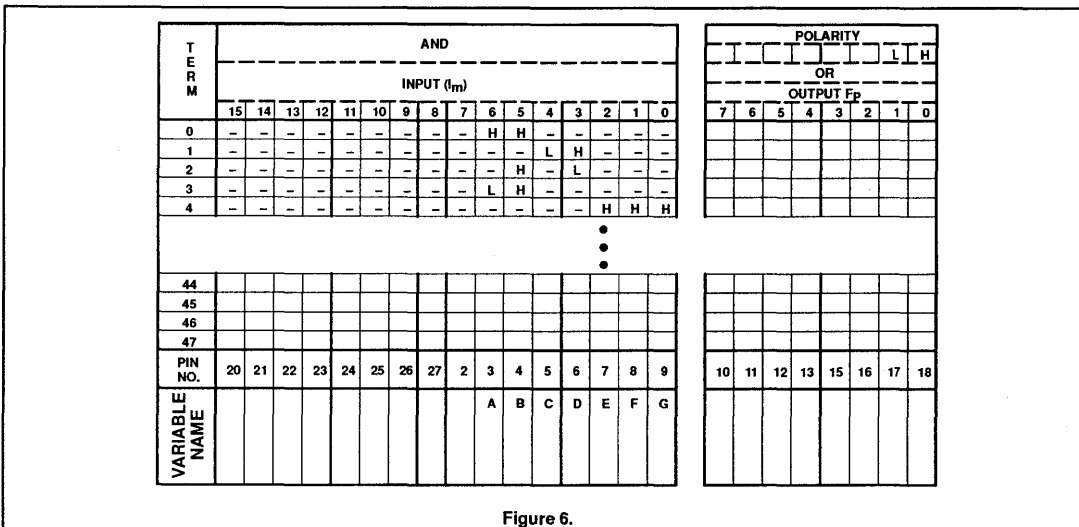 TERM
AND
INPUT (Im)
15 14 13 12 11 10 9 8 7 6 5 4 3 2 1 0
POLARITY
L H
OR
OUTPUT Fp
7 6 5 4 3 2 1 0
0 – – – – – – – – – H H – – – – –
1 – – – – – – – – – – – L H – – –
2 – – – – – – – – – – H – L – – –
3 – – – – – – – – – L H – – – – –
4 – – – – – – – – – – – – – H H H
44
45
46
47
PIN NO. 20 21 22 23 24 25 26 27 2 3 4 5 6 7 8 9
10 11 12 13 15 16 17 18
VARIABLE NAME A B C D E F G
Figure 6.